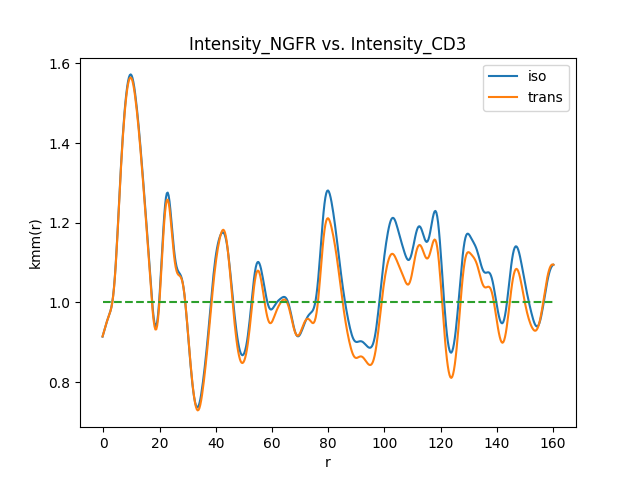 Intensity_NGFR vs. Intensity_CD3
iso
trans
kmm(r)
1.6
1.4
1.2
1.0
0.8
0 20 40 60 80 100 120 140 160
r